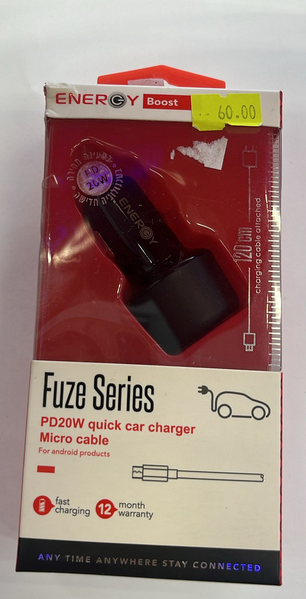 ENERGY Boost
60.00
PD
20W
ENERGY
120 cm
charging cable attached
Fuze Series
PD20W quick car charger
Micro cable
For android products
fast
charging
12 month
warranty
ANY TIME ANYWHERE STAY CONNECTED